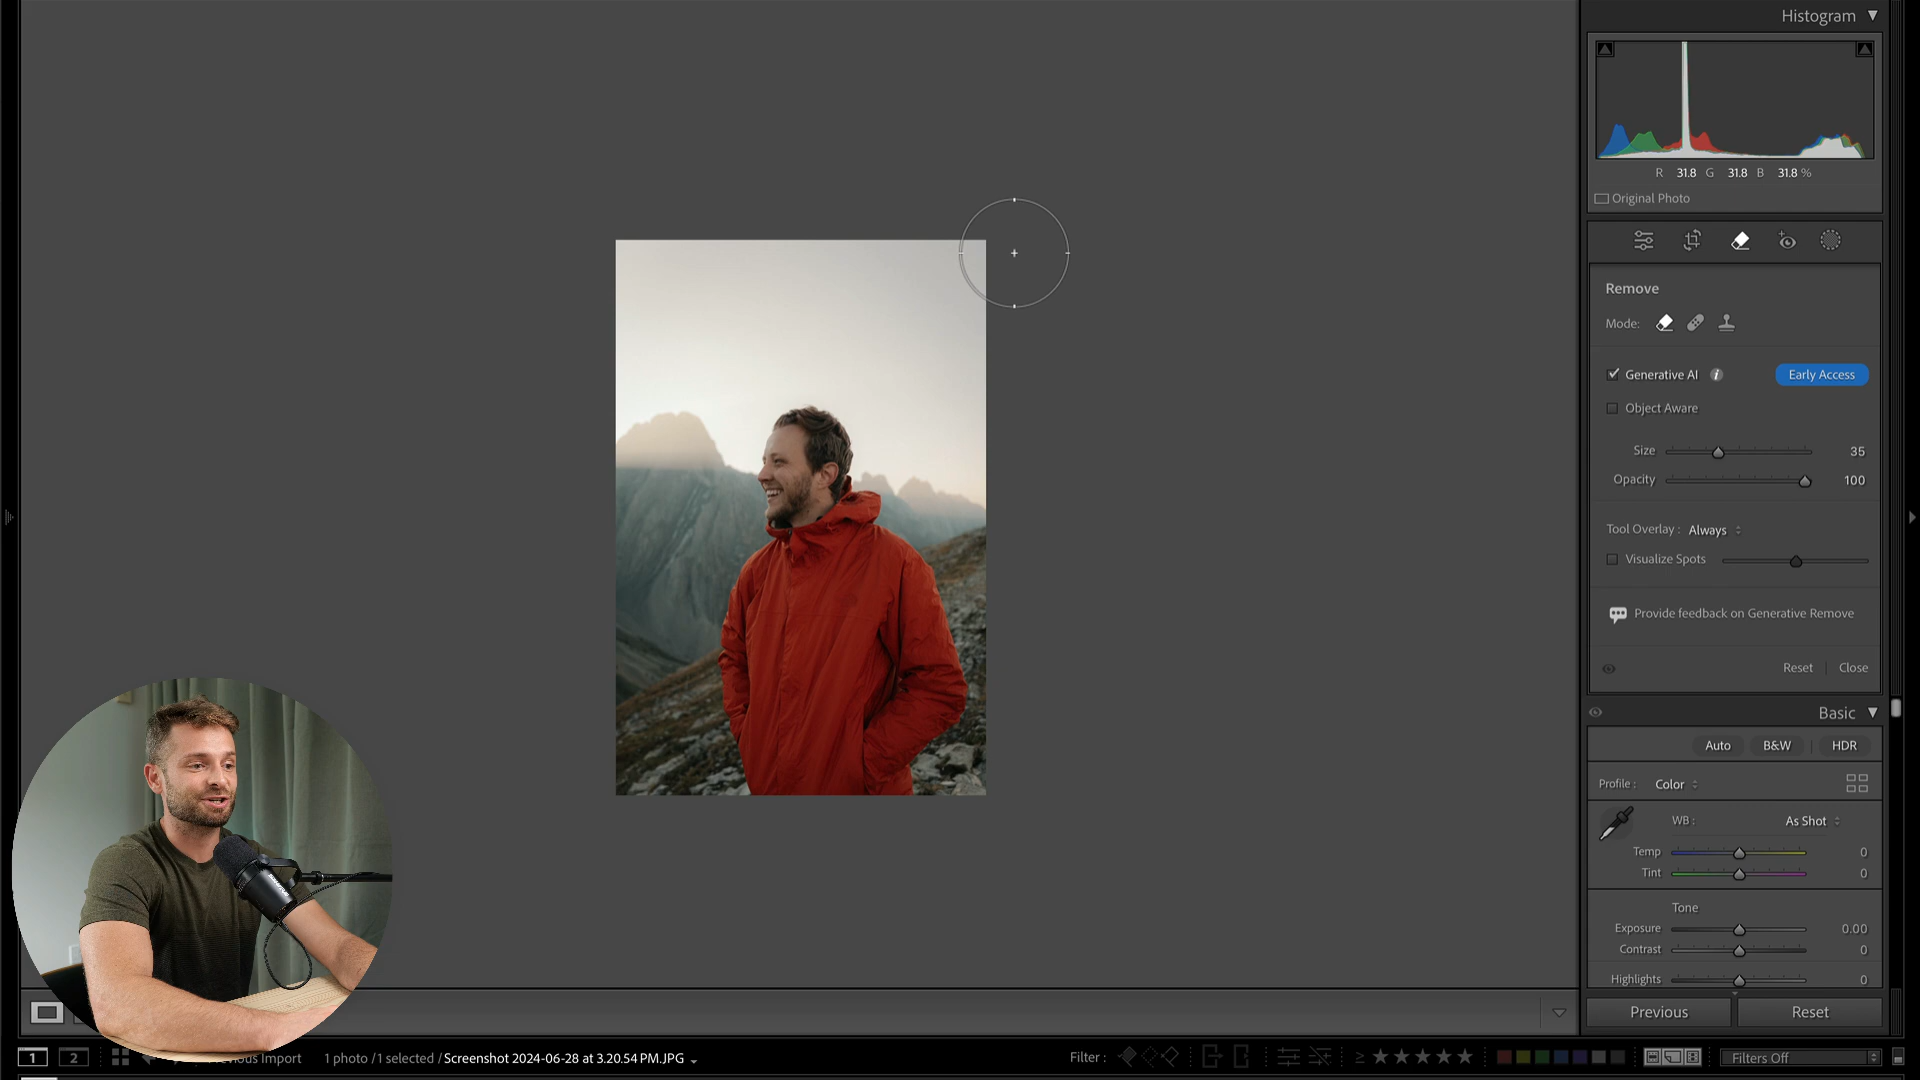 Histogram
R 31.8 G 31.8 B 31.8 %
Original Photo
Remove
Mode:
Generative AI
Early Access
Object Aware
Size 35
Opacity 100
Tool Overlay : Always
Visualize Spots
Provide feedback on Generative Remove
Reset
Close
Basic
Auto B&W HDR
Profile : Color
WB : As Shot
Temp 0
Tint 0
Tone
Exposure 0.00
Contrast 0
Highlights 0
Previous
Reset
1 2
Import
1 photo / 1 selected / Screenshot 2024-06-28 at 3.20.54 PM.JPG
Filter :
≥
Filters Off